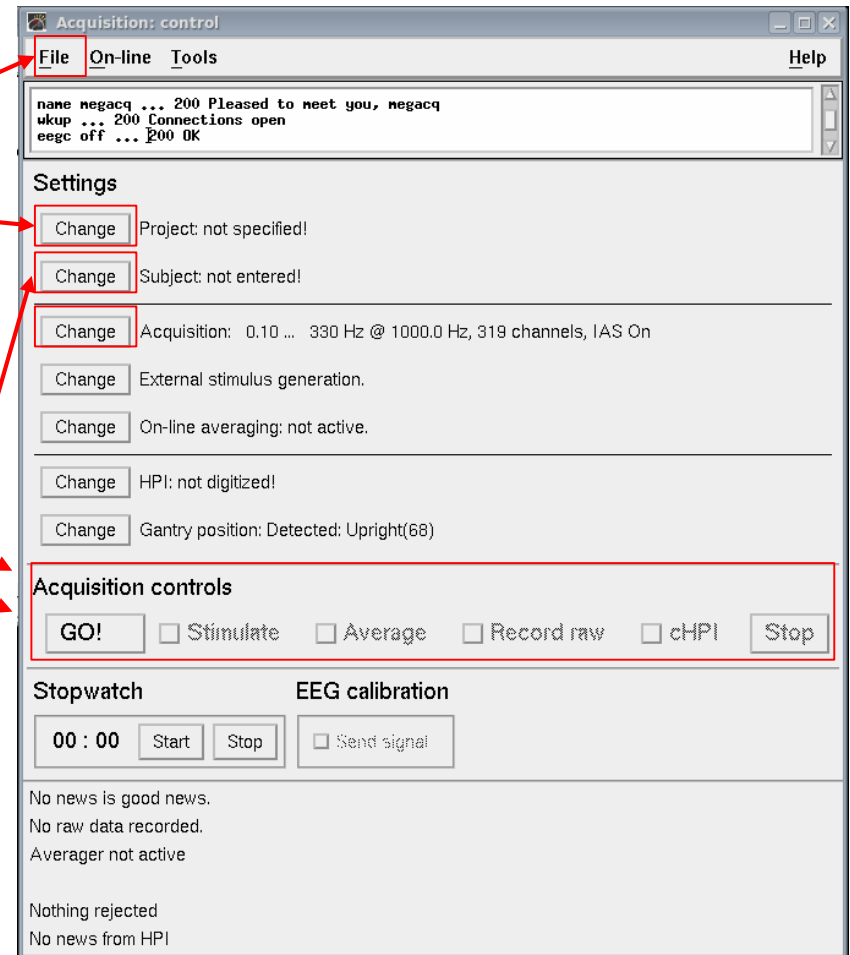 Acquisition: control
File On-line Tools Help
name megacq ... 200 Pleased to meet you, megacq
wkup ... 200 Connections open
eegc off ... 200 OK
Settings
Change Project: not specified!
Change Subject: not entered!
Change Acquisition: 0.10 ... 330 Hz @ 1000.0 Hz, 319 channels, IAS On
Change External stimulus generation.
Change On-line averaging: not active.
Change HPI: not digitized!
Change Gantry position: Detected: Upright(68)
Acquisition controls
GO! Stimulate Average Record raw cHPI Stop
Stopwatch EEG calibration
00 : 00 Start Stop Send signal
No news is good news.
No raw data recorded.
Averager not active
Nothing rejected
No news from HPI